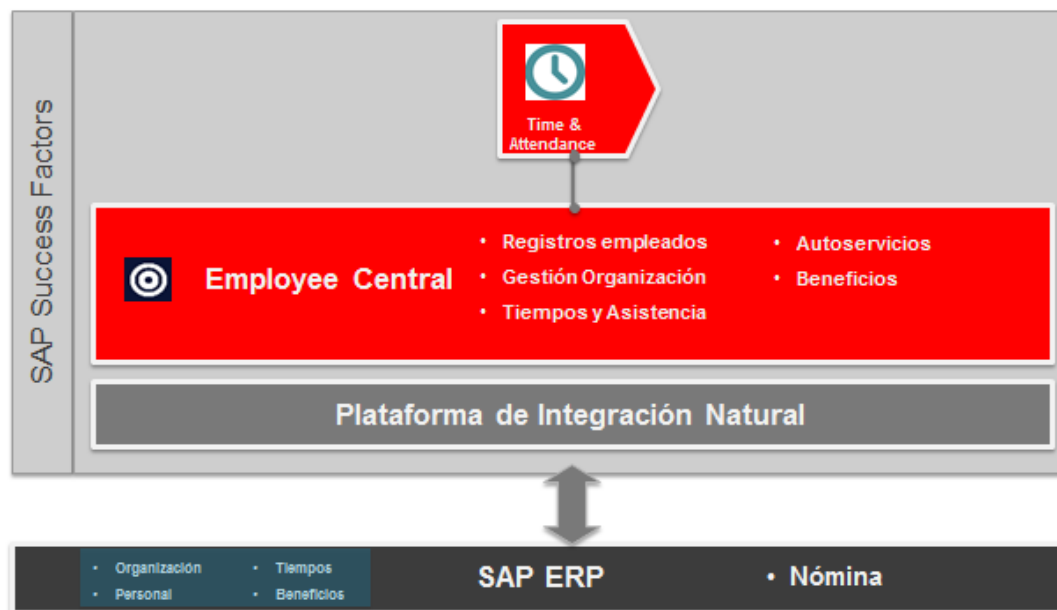 SAP Success Factors
Time &
Attendance
Employee Central
• Registros empleados
• Gestión Organización
• Tiempos y Asistencia
• Autoservicios
• Beneficios
Plataforma de Integración Natural
• Organización
• Personal
• Tiempos
• Beneficios
SAP ERP
• Nómina